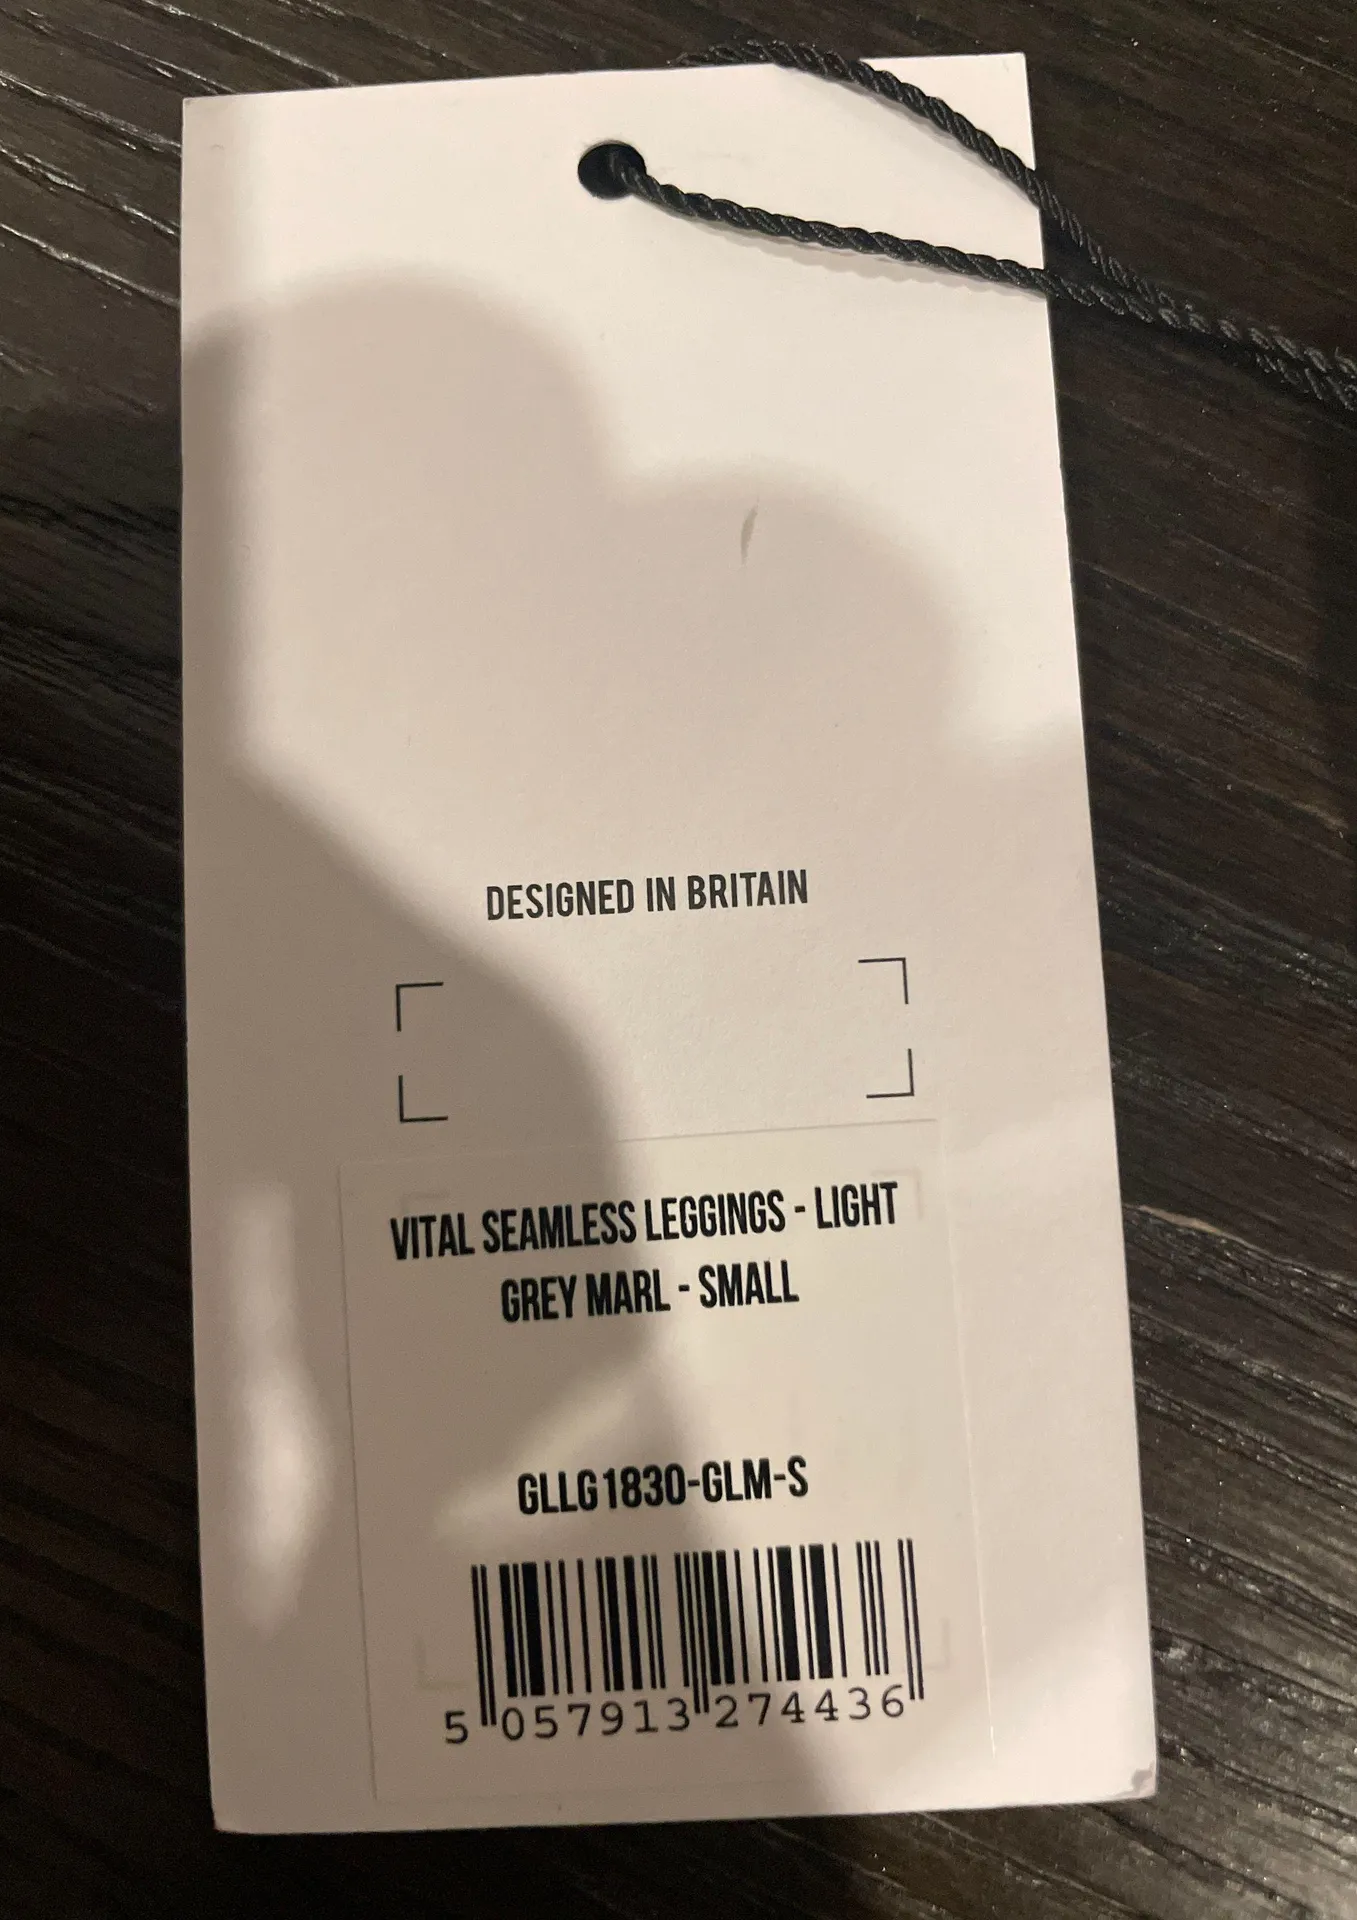 DESIGNED IN BRITAIN
VITAL SEAMLESS LEGGINGS - LIGHT
GREY MARL - SMALL
GLLG1830-GLM-S
5 057913 274436